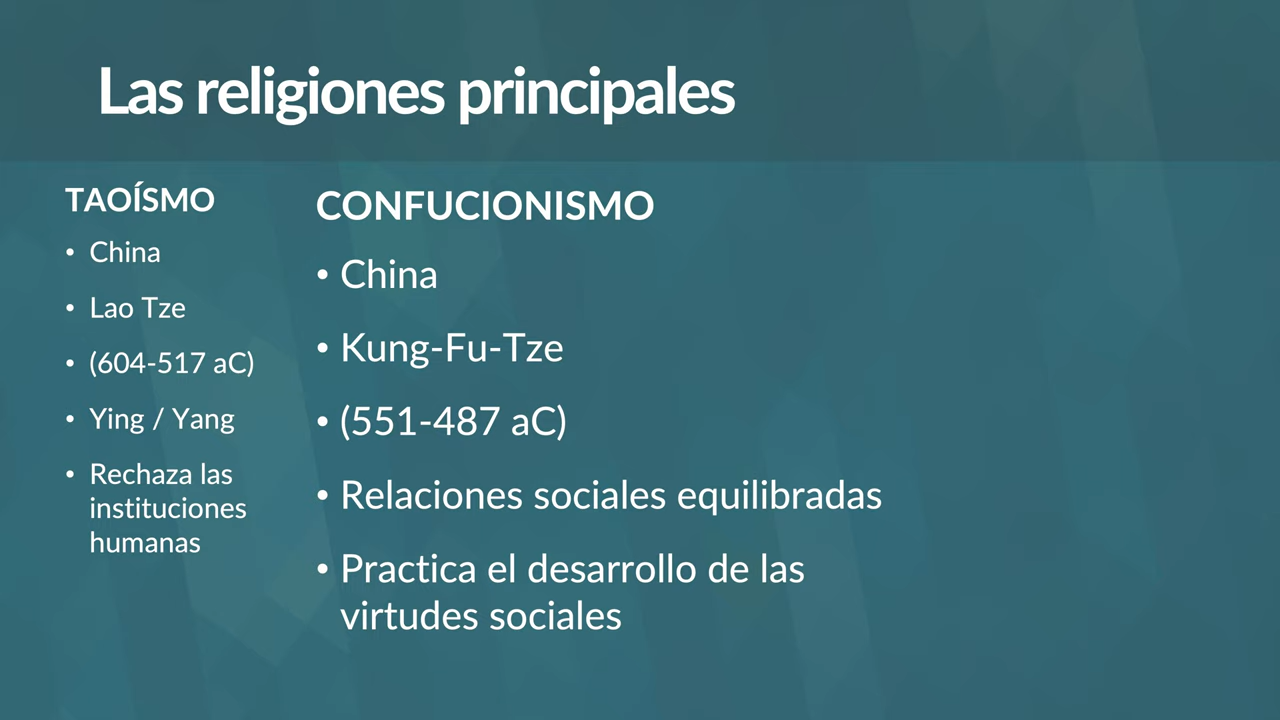 Las religiones principales
TAOÍSMO
• China
• Lao Tze
• (604-517 aC)
• Ying / Yang
• Rechaza las
instituciones
humanas
CONFUCIONISMO
• China
• Kung-Fu-Tze
• (551-487 aC)
• Relaciones sociales equilibradas
• Practica el desarrollo de las
virtudes sociales